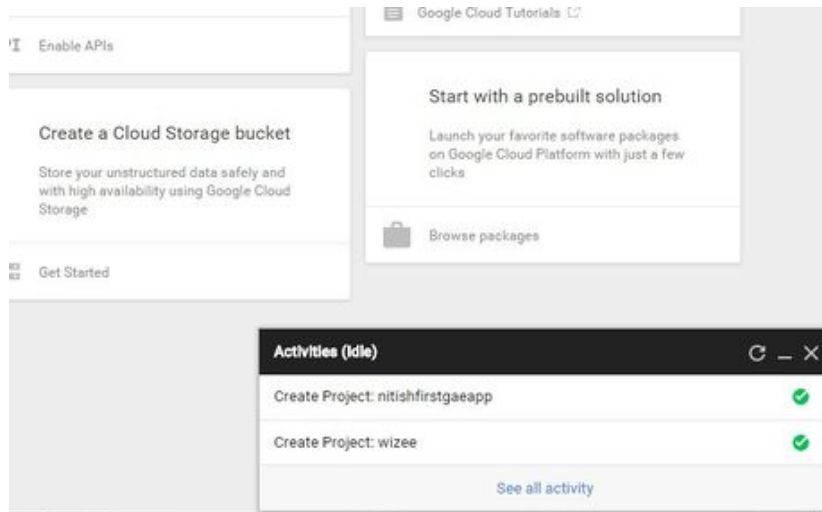 Enable APIs
Create a Cloud Storage bucket
Store your unstructured data safely and
with high availability using Google Cloud
Storage
Get Started
Google Cloud Tutorials
Start with a prebuilt solution
Launch your favorite software packages
on Google Cloud Platform with just a few
clicks
Browse packages
Activities (Idle)
Create Project: nitishfirstgaeapp
Create Project: wizee
See all activity